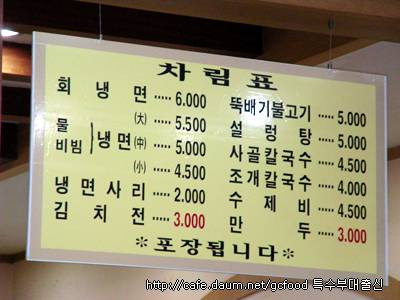 차림표
회냉면 ····· 6.000
물 비빔 냉면 (大) ····· 5.500
(中) ····· 5.000
(小) ····· 4.500
냉면사리 ····· 2.000
김치전 ····· 3.000
뚝배기불고기 ····· 5.000
설렁탕 ····· 5.000
사골칼국수 ····· 4.500
조개칼국수 ····· 4.000
수제비 ····· 4.500
만두 ····· 3.000
*포장됩니다*
http://cafe.daum.net/gcfood 특수부대출신